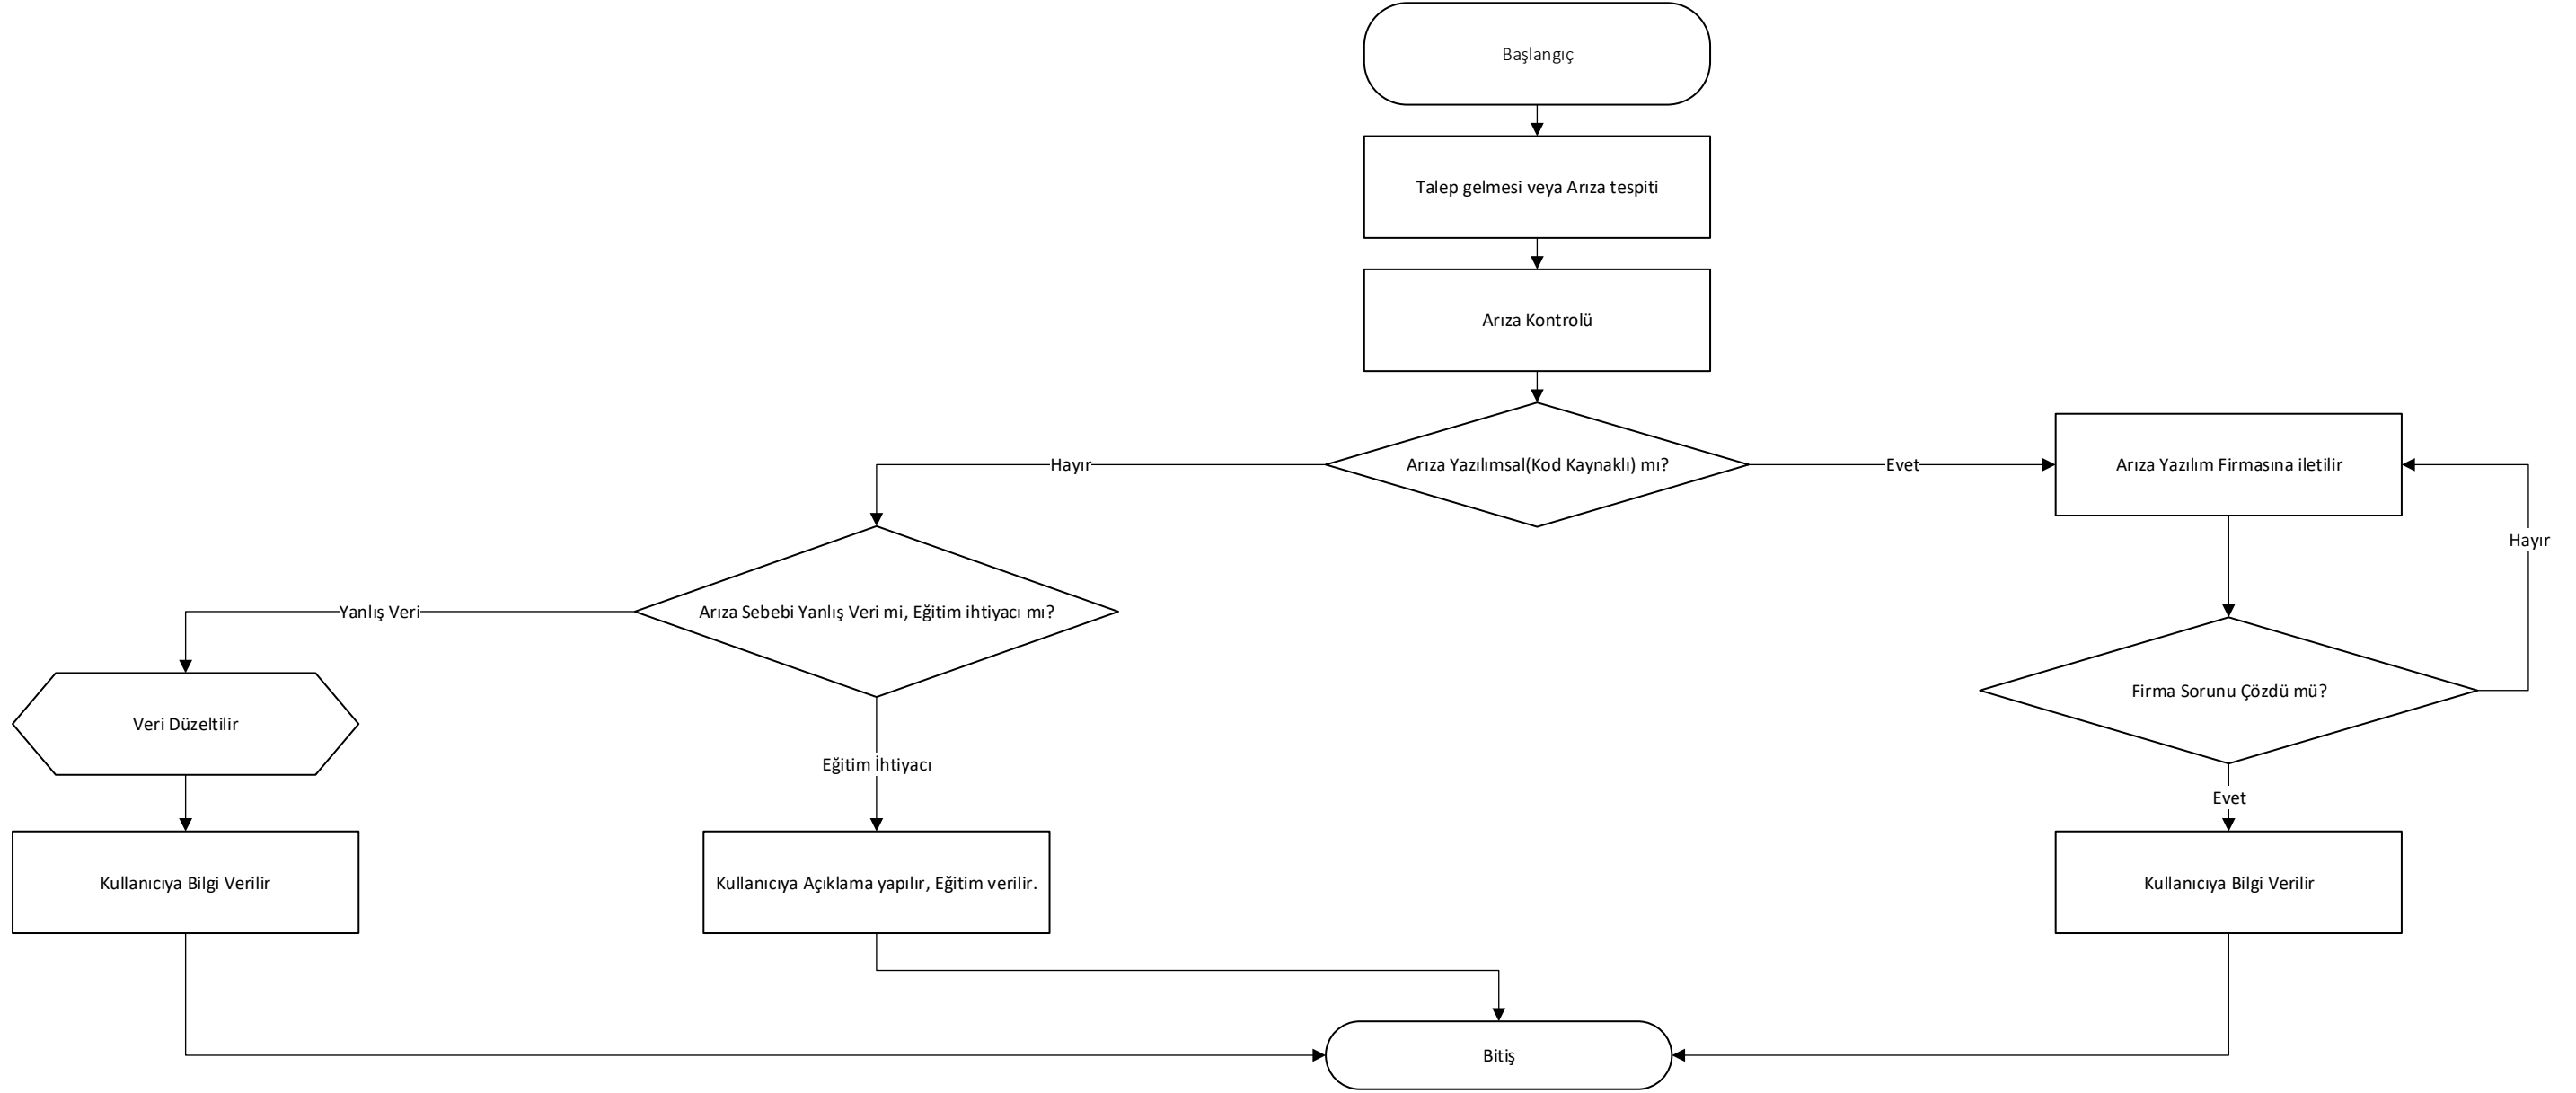 Başlangıç
Talep gelmesi veya Arıza tespiti
Arıza Kontrolü
Hayır
Arıza Yazılımsal(Kod Kaynaklı) mı?
Evet
Arıza Yazılım Firmasına iletilir
Hayır
Yanlış Veri
Arıza Sebebi Yanlış Veri mi, Eğitim ihtiyacı mı?
Firma Sorunu Çözdü mü?
Veri Düzeltilir
Eğitim İhtiyacı
Evet
Kullanıcıya Bilgi Verilir
Kullanıcıya Açıklama yapılır, Eğitim verilir.
Kullanıcıya Bilgi Verilir
Bitiş